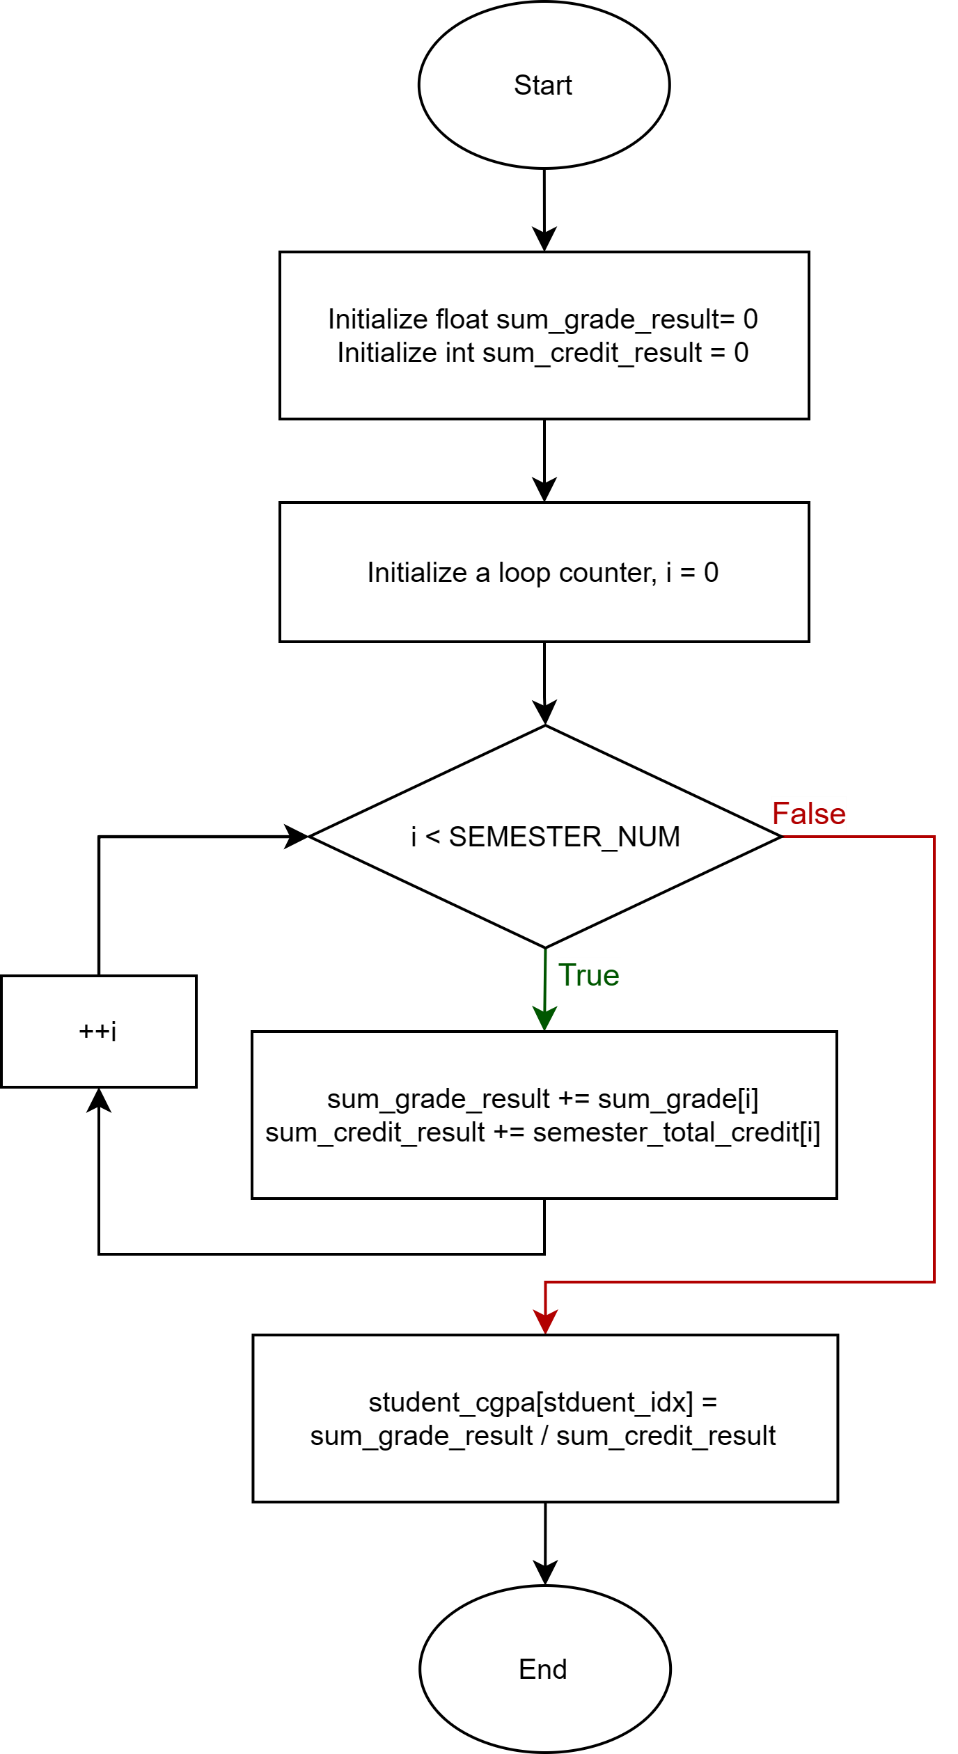 Start
Initialize float sum_grade_result= 0
Initialize int sum_credit_result = 0
Initialize a loop counter, i = 0
i < SEMESTER_NUM
False
True
++i
sum_grade_result += sum_grade[i]
sum_credit_result += semester_total_credit[i]
student_cgpa[stduent_idx] =
sum_grade_result / sum_credit_result
End